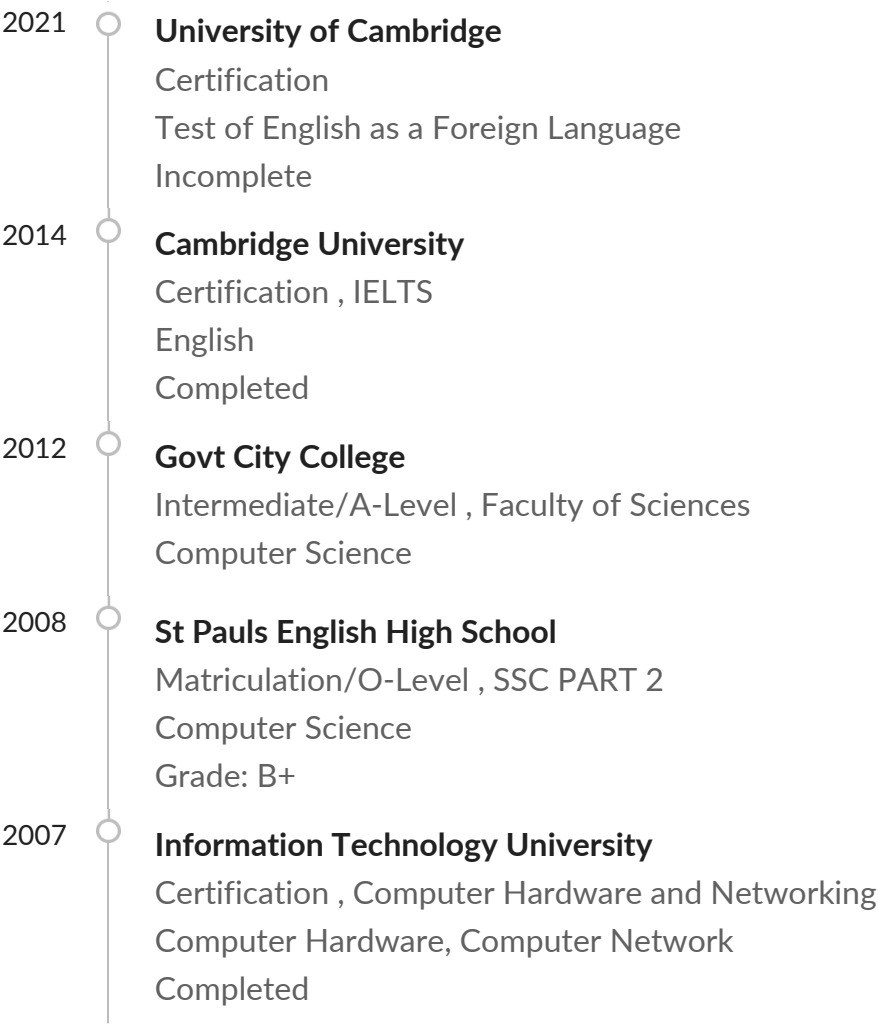 2021
University of Cambridge
Certification
Test of English as a Foreign Language
Incomplete
2014
Cambridge University
Certification , IELTS
English
Completed
2012
Govt City College
Intermediate/A-Level , Faculty of Sciences
Computer Science
2008
St Pauls English High School
Matriculation/O-Level , SSC PART 2
Computer Science
Grade: B+
2007
Information Technology University
Certification , Computer Hardware and Networking
Computer Hardware, Computer Network
Completed